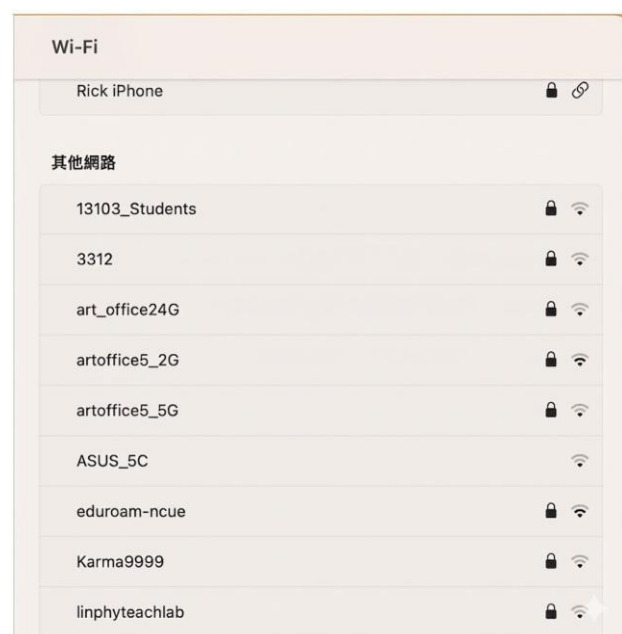 Wi-Fi
Rick iPhone
其他網路
13103_Students
3312
art_office24G
artoffice5_2G
artoffice5_5G
ASUS_5C
eduroam-ncue
Karma9999
linphyteachlab